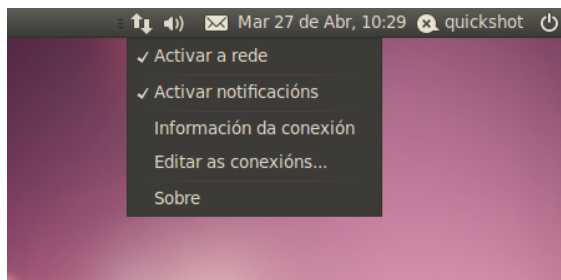 Mar 27 de Abr, 10:29 quickshot
Activar a rede
Activar notificacións
Información da conexión
Editar as conexións...
Sobre